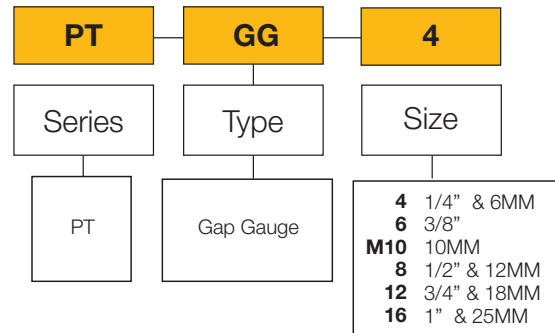 PT GG 4
Series Type Size
PT Gap Gauge
4 1/4” & 6MM
6 3/8”
M10 10MM
8 1/2” & 12MM
12 3/4” & 18MM
16 1” & 25MM